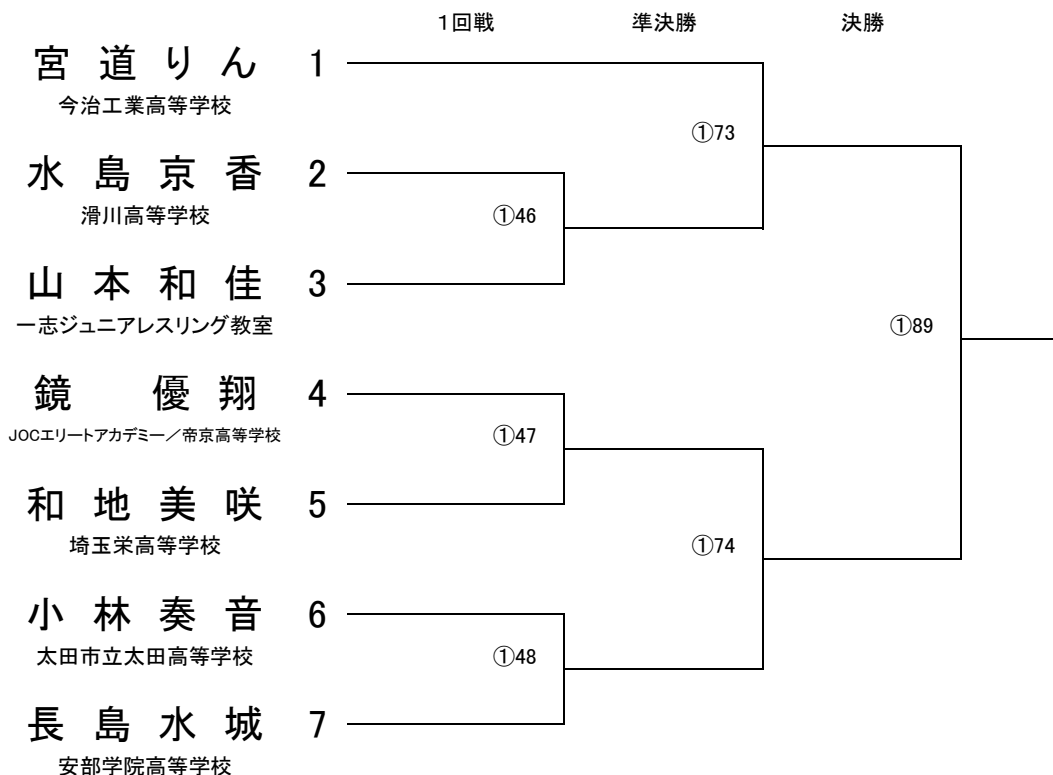 1回戦 準決勝 決勝
宮道りん 1
今治工業高等学校
①73
水島京香 2
滑川高等学校
①46
山本和佳 3
一志ジュニアレスリング教室
①89
鏡 優翔 4
JOCエリートアカデミー／帝京高等学校
①47
和地美咲 5
埼玉栄高等学校
①74
小林奏音 6
太田市立太田高等学校
①48
長島水城 7
安部学院高等学校